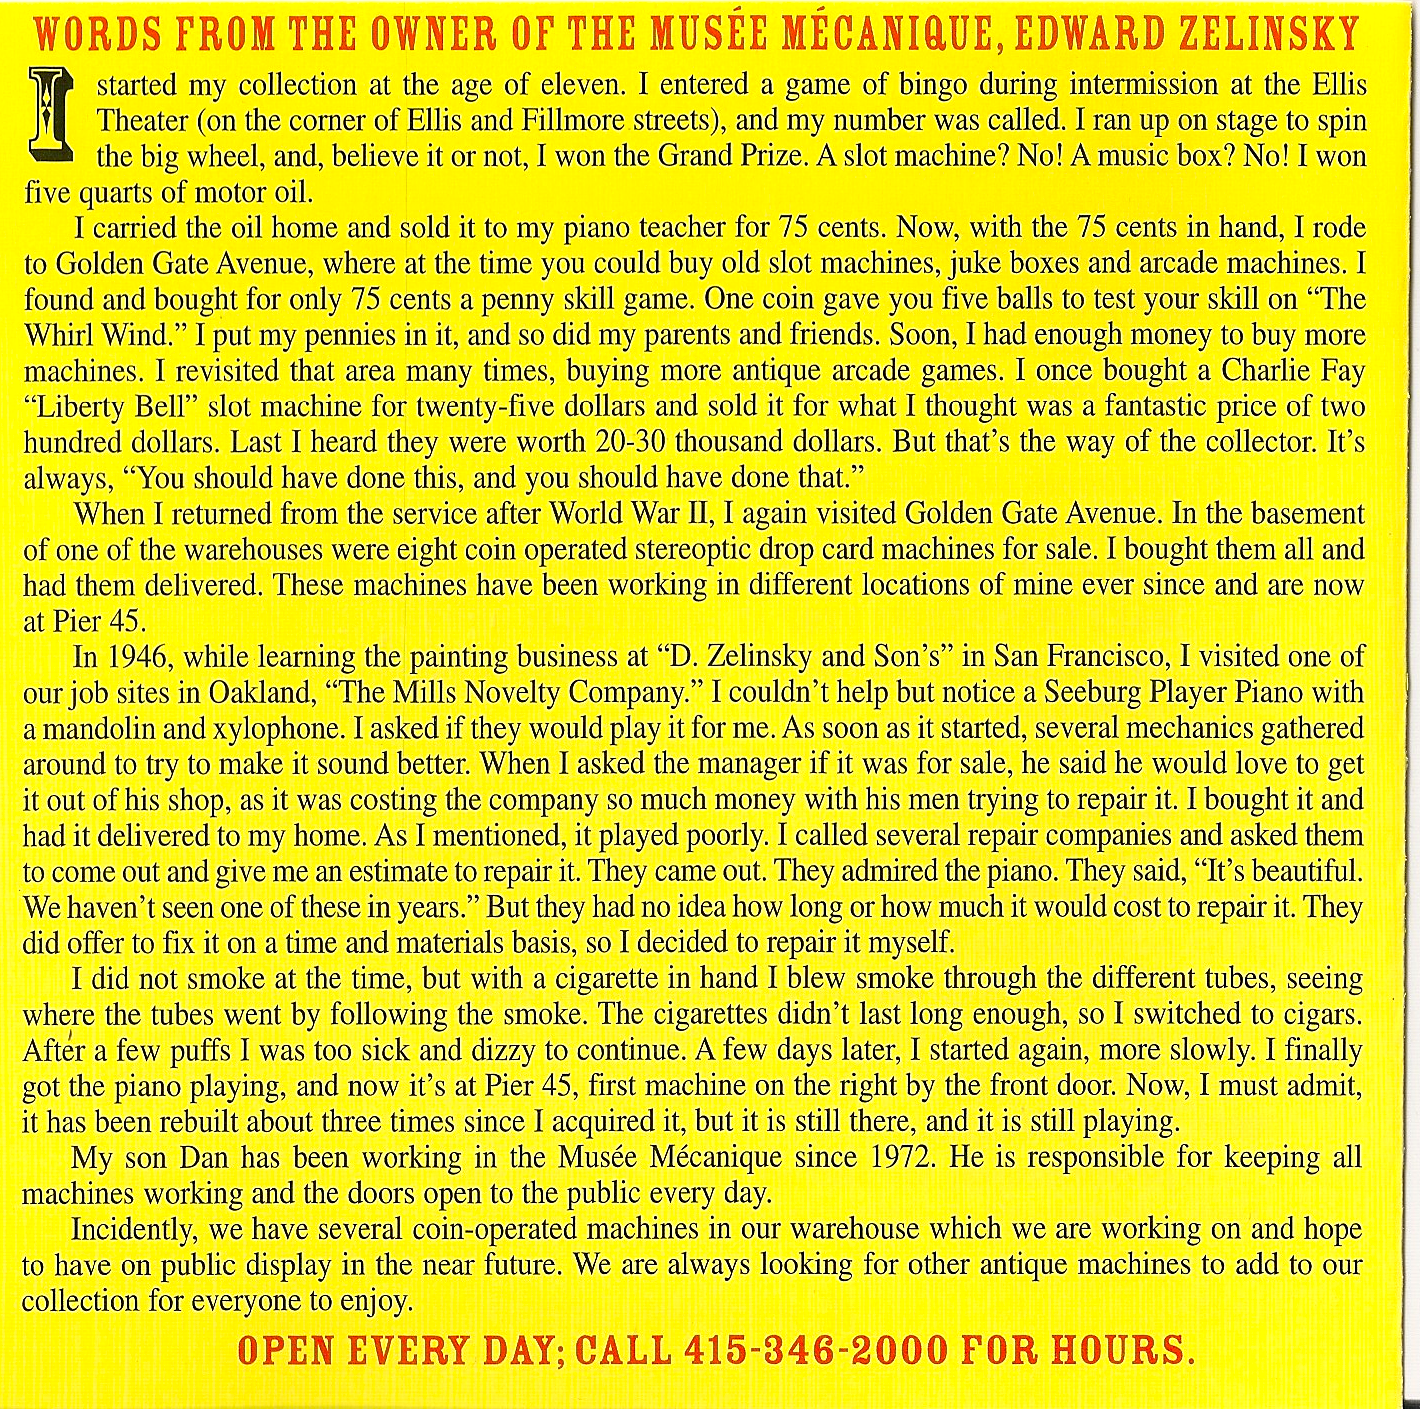 WORDS FROM THE OWNER OF THE MUSÉE MÉCANIQUE, EDWARD ZELINSKY
I started my collection at the age of eleven. I entered a game of bingo during intermission at the Ellis
Theater (on the corner of Ellis and Fillmore streets), and my number was called. I ran up on stage to spin
the big wheel, and, believe it or not, I won the Grand Prize. A slot machine? No! A music box? No! I won
five quarts of motor oil.
I carried the oil home and sold it to my piano teacher for 75 cents. Now, with the 75 cents in hand, I rode
to Golden Gate Avenue, where at the time you could buy old slot machines, juke boxes and arcade machines. I
found and bought for only 75 cents a penny skill game. One coin gave you five balls to test your skill on “The
Whirl Wind.” I put my pennies in it, and so did my parents and friends. Soon, I had enough money to buy more
machines. I revisited that area many times, buying more antique arcade games. I once bought a Charlie Fay
“Liberty Bell” slot machine for twenty-five dollars and sold it for what I thought was a fantastic price of two
hundred dollars. Last I heard they were worth 20-30 thousand dollars. But that’s the way of the collector. It’s
always, “You should have done this, and you should have done that.”
When I returned from the service after World War II, I again visited Golden Gate Avenue. In the basement
of one of the warehouses were eight coin operated stereoptic drop card machines for sale. I bought them all and
had them delivered. These machines have been working in different locations of mine ever since and are now
at Pier 45.
In 1946, while learning the painting business at “D. Zelinsky and Son’s” in San Francisco, I visited one of
our job sites in Oakland, “The Mills Novelty Company.” I couldn’t help but notice a Seeburg Player Piano with
a mandolin and xylophone. I asked if they would play it for me. As soon as it started, several mechanics gathered
around to try to make it sound better. When I asked the manager if it was for sale, he said he would love to get
it out of his shop, as it was costing the company so much money with his men trying to repair it. I bought it and
had it delivered to my home. As I mentioned, it played poorly. I called several repair companies and asked them
to come out and give me an estimate to repair it. They came out. They admired the piano. They said, “It’s beautiful.
We haven’t seen one of these in years.” But they had no idea how long or how much it would cost to repair it. They
did offer to fix it on a time and materials basis, so I decided to repair it myself.
I did not smoke at the time, but with a cigarette in hand I blew smoke through the different tubes, seeing
where the tubes went by following the smoke. The cigarettes didn’t last long enough, so I switched to cigars.
After a few puffs I was too sick and dizzy to continue. A few days later, I started again, more slowly. I finally
got the piano playing, and now it’s at Pier 45, first machine on the right by the front door. Now, I must admit,
it has been rebuilt about three times since I acquired it, but it is still there, and it is still playing.
My son Dan has been working in the Musée Mécanique since 1972. He is responsible for keeping all
machines working and the doors open to the public every day.
Incidently, we have several coin-operated machines in our warehouse which we are working on and hope
to have on public display in the near future. We are always looking for other antique machines to add to our
collection for everyone to enjoy.
OPEN EVERY DAY; CALL 415-346-2000 FOR HOURS.